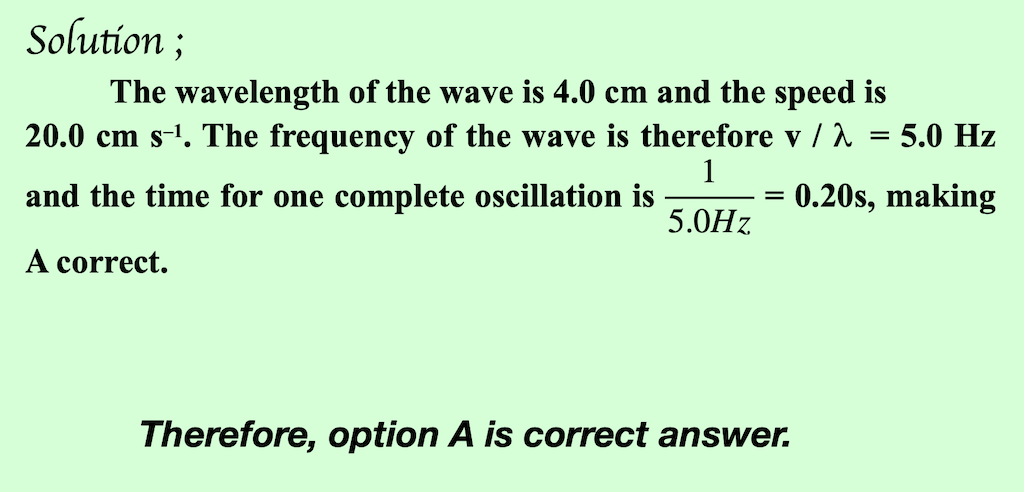 Solution ;
The wavelength of the wave is 4.0 cm and the speed is
20.0 cm s⁻¹. The frequency of the wave is therefore v / λ = 5.0 Hz
and the time for one complete oscillation is 1/5.0Hz = 0.20s, making
A correct.
Therefore, option A is correct answer.